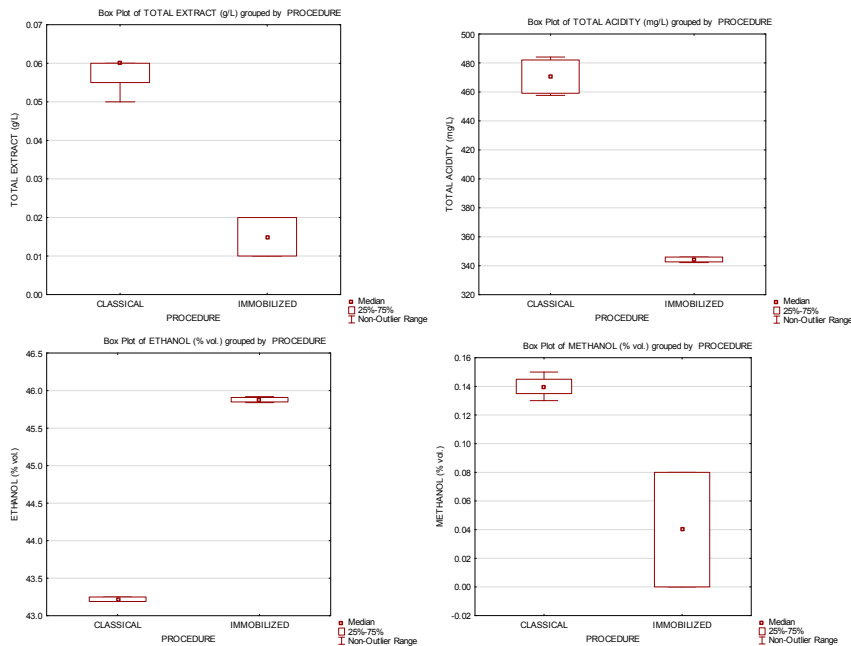 Box Plot of TOTAL EXTRACT (g/L) grouped by PROCEDURE
0.07
0.06
0.05
0.04
0.03
0.02
0.01
0.00
TOTAL EXTRACT (g/L)
CLASSICAL IMMOBILIZED
PROCEDURE
Median
25%-75%
Non-Outlier Range
Box Plot of TOTAL ACIDITY (mg/L) grouped by PROCEDURE
500
480
460
440
420
400
380
360
340
320
TOTAL ACIDITY (mg/L)
CLASSICAL IMMOBILIZED
PROCEDURE
Median
25%-75%
Non-Outlier Range
Box Plot of ETHANOL (% vol.) grouped by PROCEDURE
46.5
46.0
45.5
45.0
44.5
44.0
43.5
43.0
ETHANOL (% vol.)
CLASSICAL IMMOBILIZED
PROCEDURE
Median
25%-75%
Non-Outlier Range
Box Plot of METHANOL (% vol.) grouped by PROCEDURE
0.16
0.14
0.12
0.10
0.08
0.06
0.04
0.02
0.00
-0.02
METHANOL (% vol.)
CLASSICAL IMMOBILIZED
PROCEDURE
Median
25%-75%
Non-Outlier Range